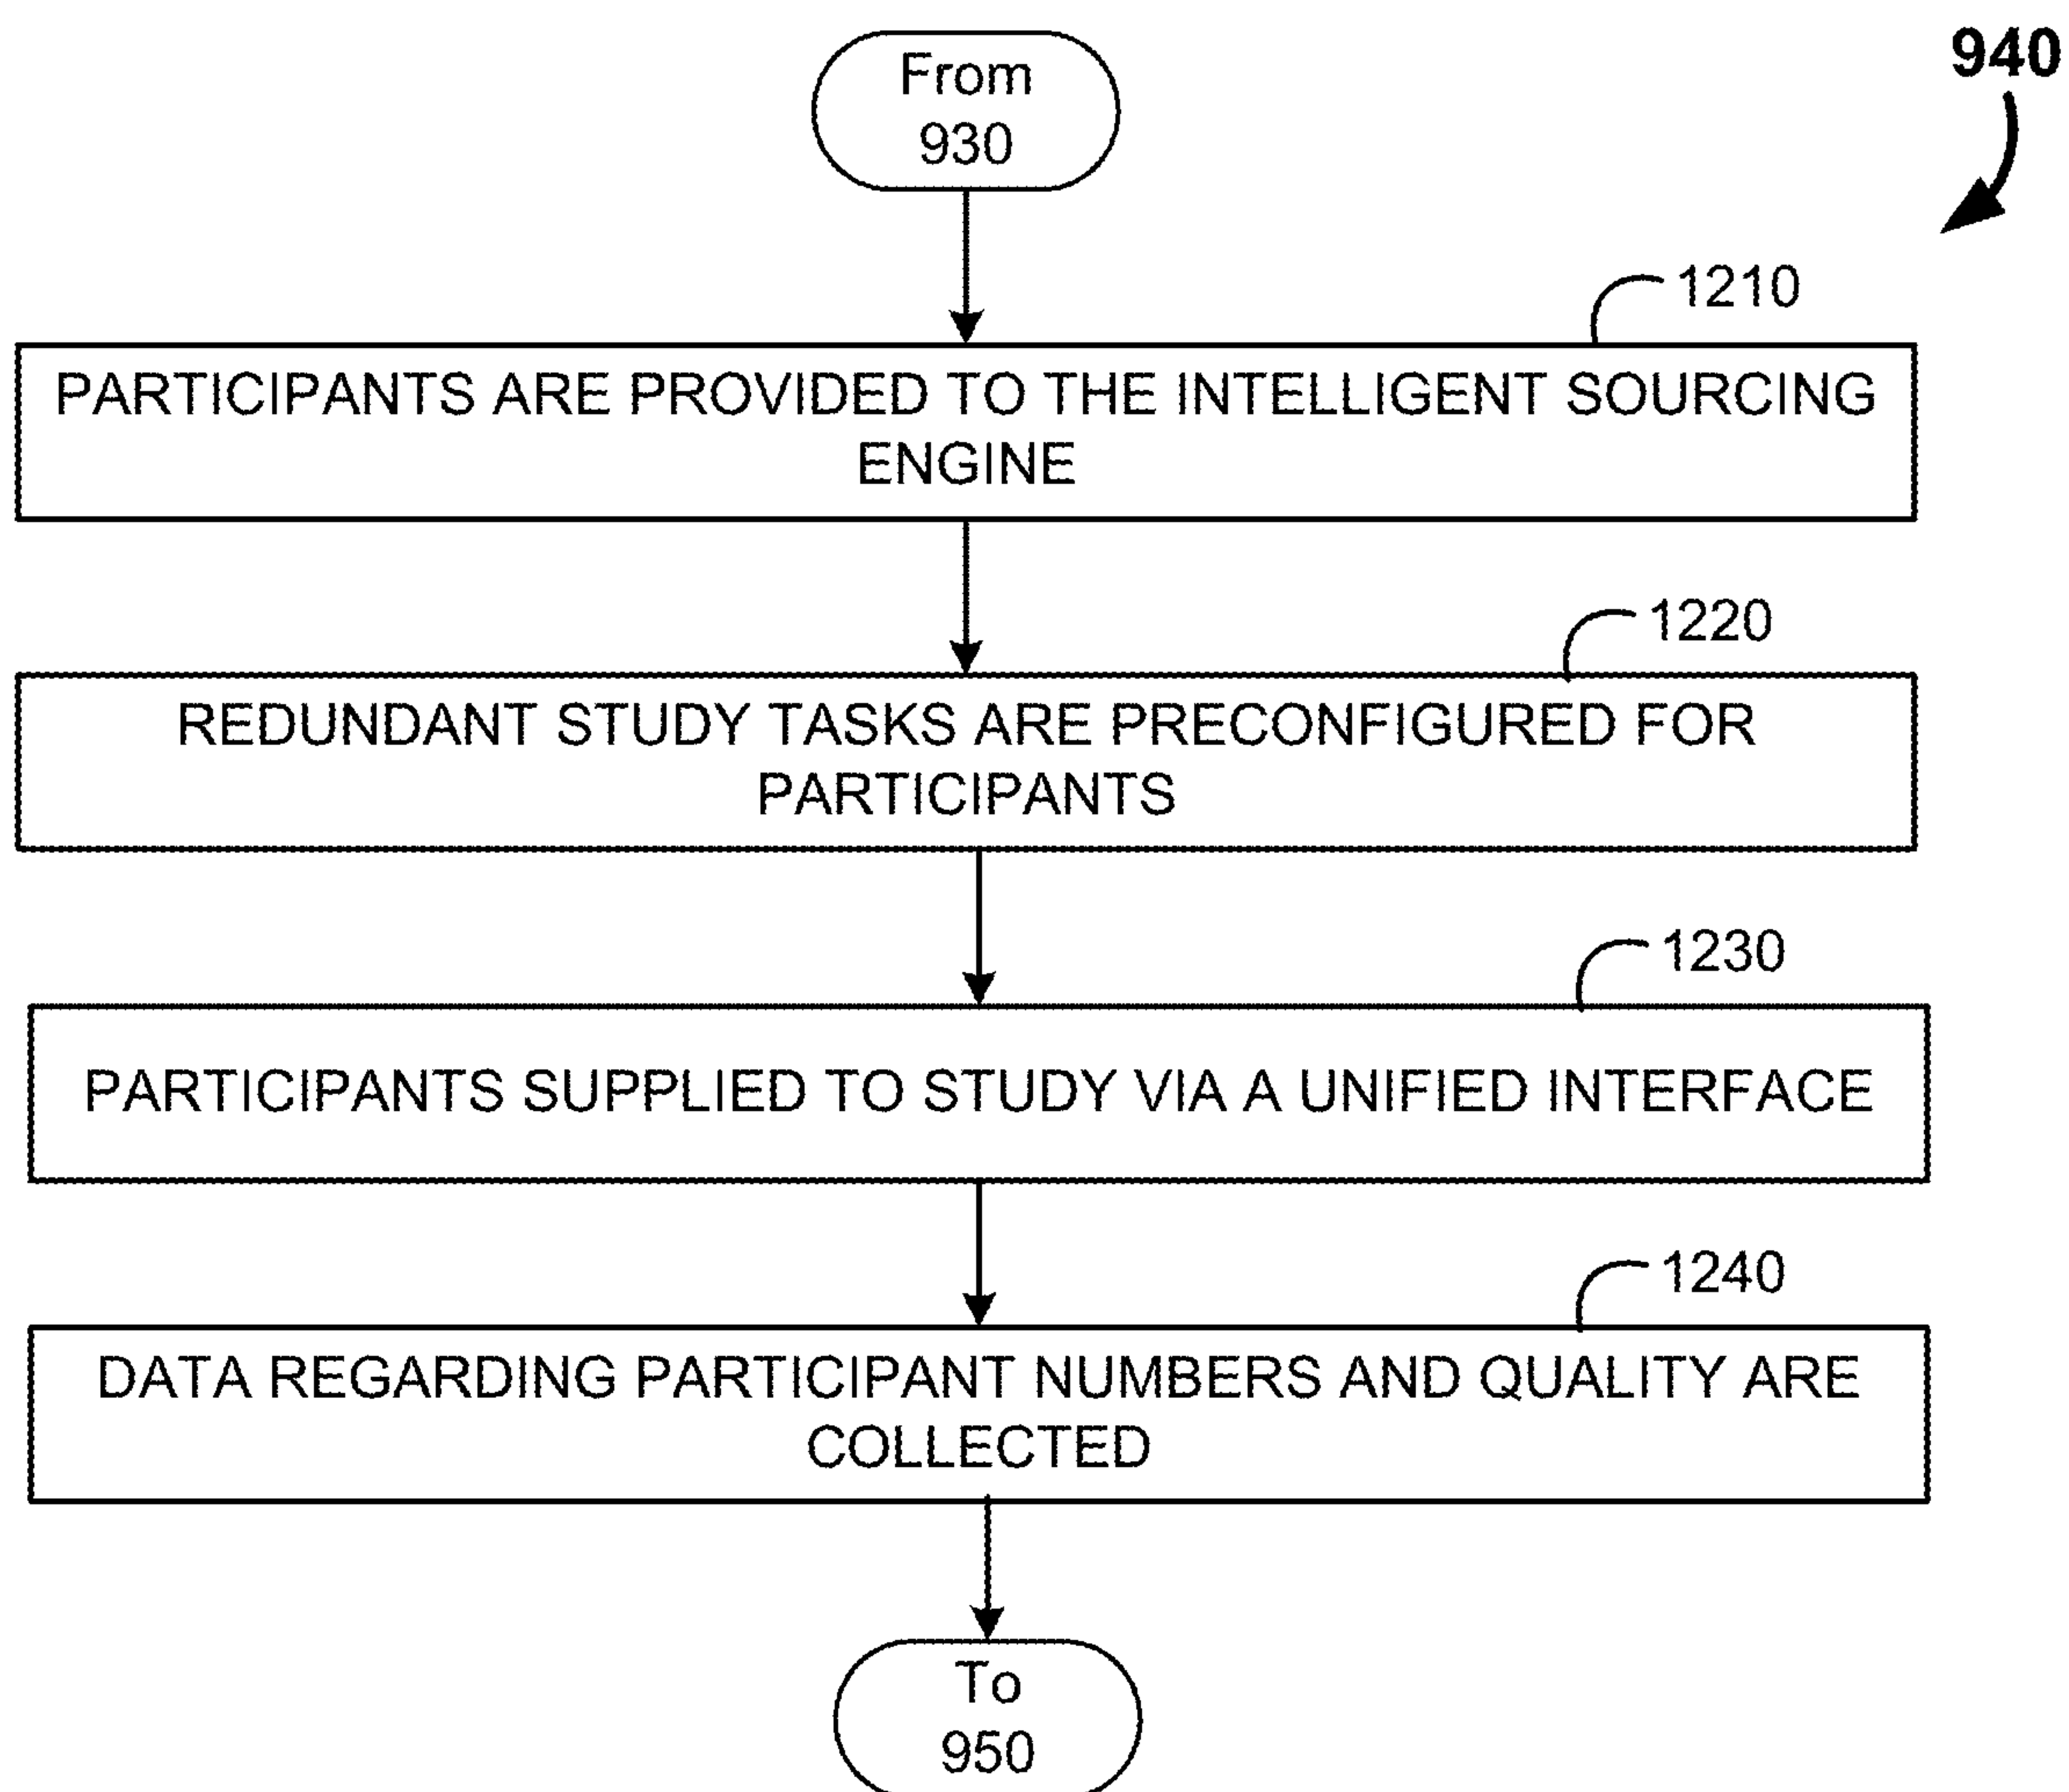 From
930
940
1210
PARTICIPANTS ARE PROVIDED TO THE INTELLIGENT SOURCING
ENGINE
1220
REDUNDANT STUDY TASKS ARE PRECONFIGURED FOR
PARTICIPANTS
1230
PARTICIPANTS SUPPLIED TO STUDY VIA A UNIFIED INTERFACE
1240
DATA REGARDING PARTICIPANT NUMBERS AND QUALITY ARE
COLLECTED
To
950